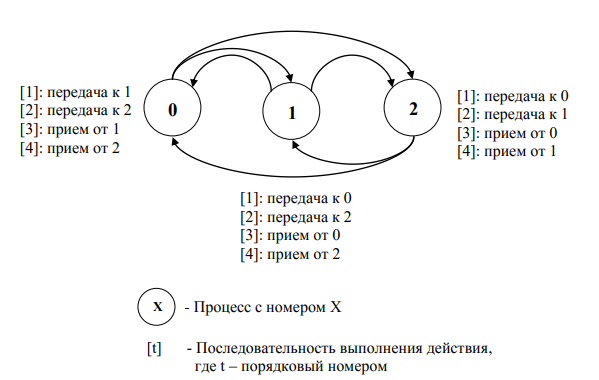 [1]: передача к 1
[2]: передача к 2
[3]: прием от 1
[4]: прием от 2
0
1
2
[1]: передача к 0
[2]: передача к 1
[3]: прием от 0
[4]: прием от 1
[1]: передача к 0
[2]: передача к 2
[3]: прием от 0
[4]: прием от 2
X - Процесс с номером X
[t] - Последовательность выполнения действия,
где t – порядковый номером